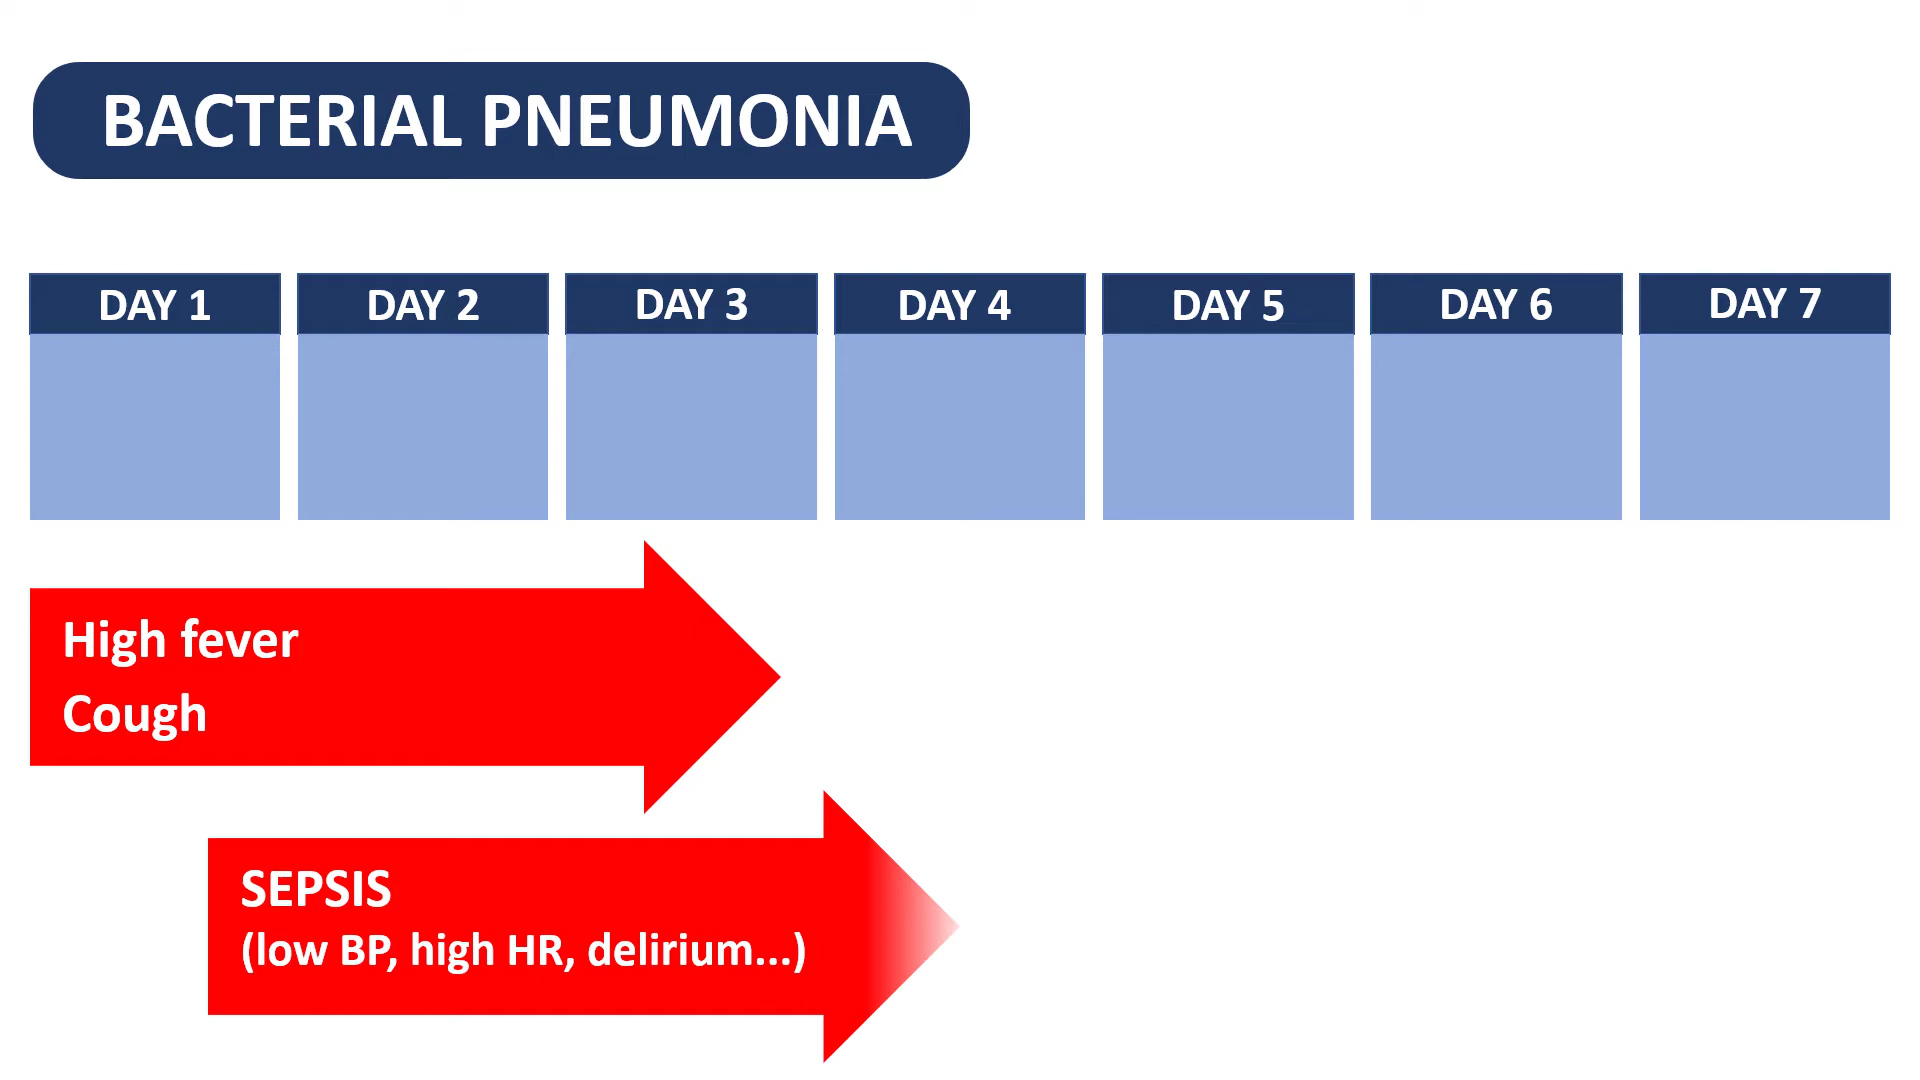 BACTERIAL PNEUMONIA
DAY 1
DAY 2
DAY 3
DAY 4
DAY 5
DAY 6
DAY 7
High fever
Cough
SEPSIS
(low BP, high HR, delirium...)